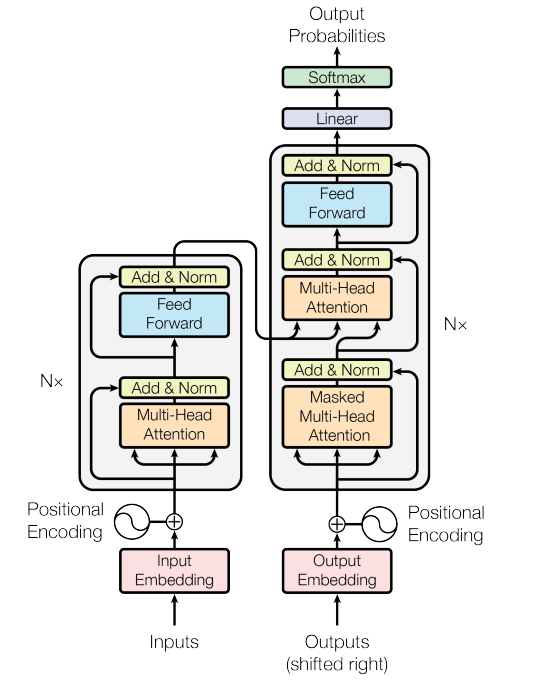 Output
Probabilities
Softmax
Linear
Add & Norm
Feed
Forward
Add & Norm
Multi-Head
Attention
Add & Norm
Masked
Multi-Head
Attention
N×
Add & Norm
Feed
Forward
Add & Norm
Multi-Head
Attention
N×
Positional
Encoding
Positional
Encoding
Input
Embedding
Output
Embedding
Inputs
Outputs
(shifted right)